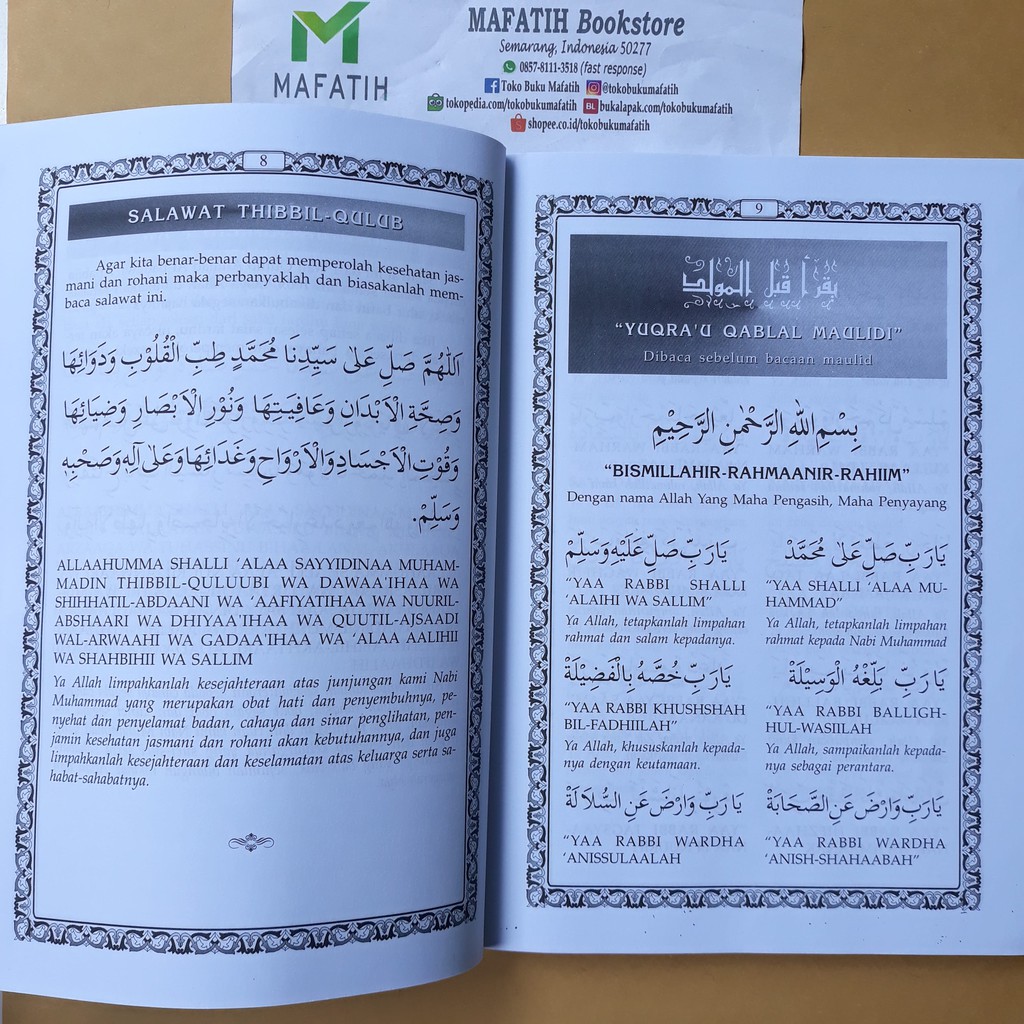 MAFATIH
MAFATIH Bookstore
Semarang, Indonesia 50277
0857-8111-3518 (fast response)
Toko Buku Mafatih @tokobukumafatih
tokopedia.com/tokobukumafatih BL bukalapak.com/tokobukumafatih
shopee.co.id/tokobukumafatih
8
SALAWAT THIBBIL-QULUB
Agar kita benar-benar dapat memperolah kesehatan jas-
mani dan rohani maka perbanyaklah dan biasakanlah mem-
baca salawat ini.
اَللّٰهُمَّ صَلِّ عَلٰى سَيِّدِنَا مُحَمَّدٍ طِبِّ الْقُلُوْبِ وَدَوَائِهَا
وَصِحَّةِ الْاَبْدَانِ وَعَافِيَتِهَا وَنُوْرِ الْاَبْصَارِ وَضِيَائِهَا
وَقُوْتِ الْاَجْسَادِ وَالْاَرْوَاحِ وَغَدَائِهَا وَعَلٰى آلِهٖ وَصَحْبِهٖ
وَسَلِّمْ.
ALLAAHUMMA SHALLI ‘ALAA SAYYIDINAA MUHAM-
MADIN THIBBIL-QULUUBI WA DAWAA'IHAA WA
SHIHHATIL-ABDAANI WA ‘AAFIYATIHAA WA NUURIL-
ABSHAARI WA DHIYAA'IHAA WA QUUTIL-AJSAADI
WAL-ARWAAHI WA GADAA'IHAA WA ‘ALAA AALIHII
WA SHAHBIHII WA SALLIM
Ya Allah limpahkanlah kesejahteraan atas junjungan kami Nabi
Muhammad yang merupakan obat hati dan penyembuhnya, pe-
nyehat dan penyelamat badan, cahaya dan sinar penglihatan, pen-
jamin kesehatan jasmani dan rohani akan kebutuhannya, dan juga
limpahkanlah kesejahteraan dan keselamatan atas keluarga serta sa-
habat-sahabatnya.
9
يقرأ قبل المولد
“YUQRA'U QABLAL MAULIDI”
Dibaca sebelum bacaan maulid
بِسْمِ اللهِ الرَّحْمٰنِ الرَّحِيْمِ
“BISMILLAHIR-RAHMAANIR-RAHIIM”
Dengan nama Allah Yang Maha Pengasih, Maha Penyayang
يَارَبِّ صَلِّ عَلٰى مُحَمَّدْ
“YAA SHALLI ‘ALAA MU-
HAMMAD”
Ya Allah, tetapkanlah limpahan
rahmat kepada Nabi Muhammad
يَارَبِّ صَلِّ عَلَيْهِ وَسَلِّمْ
“YAA RABBI SHALLI
‘ALAIHI WA SALLIM”
Ya Allah, tetapkanlah limpahan
rahmat dan salam kepadanya.
يَارَبِّ بَلِّغْهُ الْوَسِيْلَةْ
“YAA RABBI BALLIGH-
HUL-WASIILAH
Ya Allah, sampaikanlah kepada-
nya sebagai perantara.
يَارَبِّ خُصَّهُ بِالْفَضِيْلَةْ
“YAA RABBI KHUSHSHAH
BIL-FADHIILAH”
Ya Allah, khususkanlah kepada-
nya dengan keutamaan.
يَارَبِّ وَارْضَ عَنِ الصَّحَابَةْ
“YAA RABBI WARDHA
‘ANISH-SHAHAABAH”
يَارَبِّ وَارْضَ عَنِ السُّلَالَةْ
“YAA RABBI WARDHA
‘ANISSULAALAH